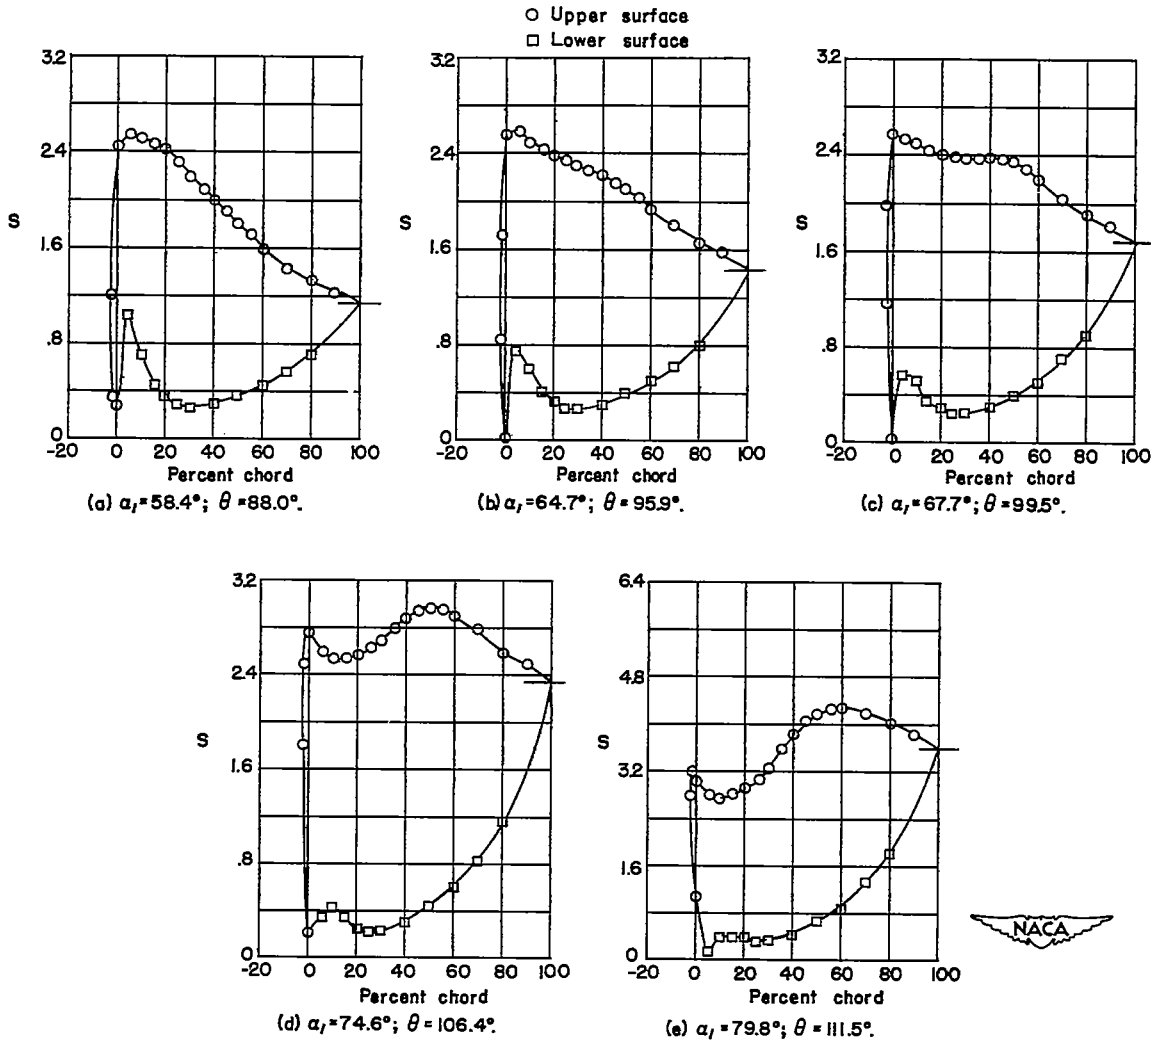 Upper surface
Lower surface
3.2
2.4
S
1.6
.8
0
-20 0 20 40 60 80 100
Percent chord
(a) α₁=58.4°; θ=88.0°.
3.2
2.4
S
1.6
.8
0
-20 0 20 40 60 80 100
Percent chord
(b) α₁=64.7°; θ=95.9°.
3.2
2.4
S
1.6
.8
0
-20 0 20 40 60 80 100
Percent chord
(c) α₁=67.7°; θ=99.5°.
3.2
2.4
S
1.6
.8
0
-20 0 20 40 60 80 100
Percent chord
(d) α₁=74.6°; θ=106.4°.
6.4
4.8
S
3.2
1.6
0
-20 0 20 40 60 80 100
Percent chord
(e) α₁=79.8°; θ=111.5°.
NACA